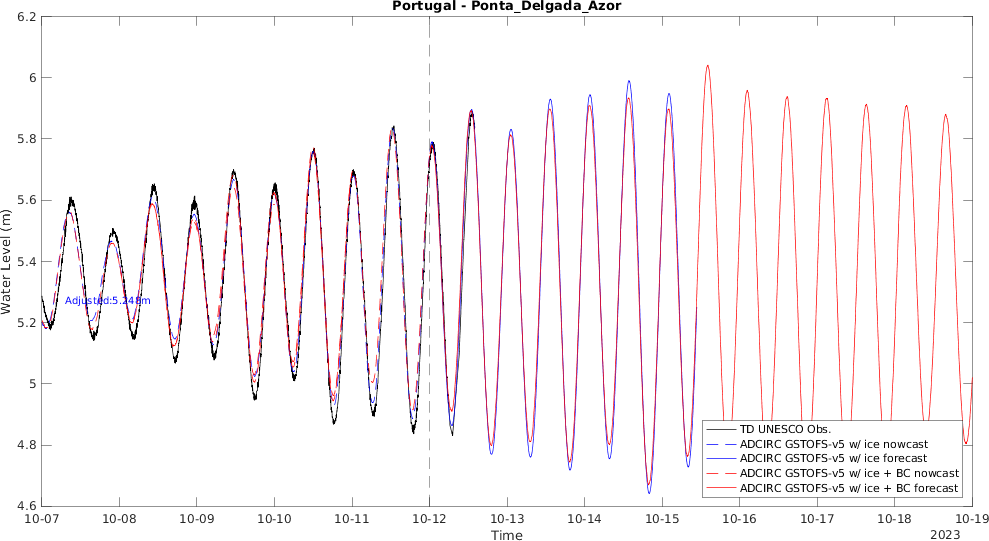 Portugal - Ponta_Delgada_Azor
6.2
6
5.8
5.6
5.4
5.2
5
4.8
4.6
Water Level (m)
Adjusted:5.248m
TD UNESCO Obs.
ADCIRC GSTOFS-v5 w/ ice nowcast
ADCIRC GSTOFS-v5 w/ ice forecast
ADCIRC GSTOFS-v5 w/ ice + BC nowcast
ADCIRC GSTOFS-v5 w/ ice + BC forecast
10-07 10-08 10-09 10-10 10-11 10-12 10-13 10-14 10-15 10-16 10-17 10-18 10-19
Time
2023